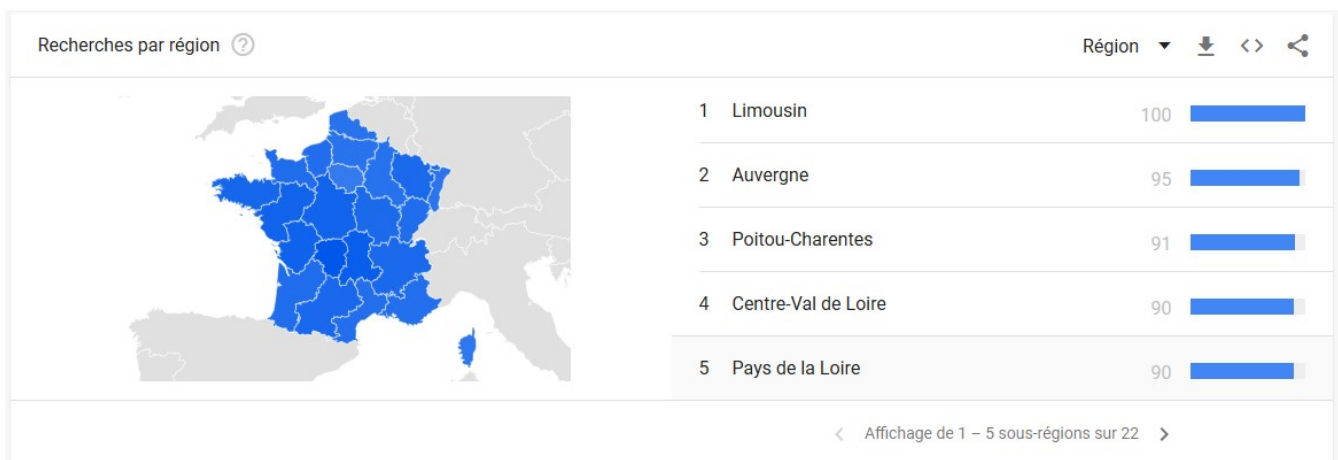 Recherches par région ?
Région
1 Limousin 100
2 Auvergne 95
3 Poitou-Charentes 91
4 Centre-Val de Loire 90
5 Pays de la Loire 90
Affichage de 1 – 5 sous-régions sur 22